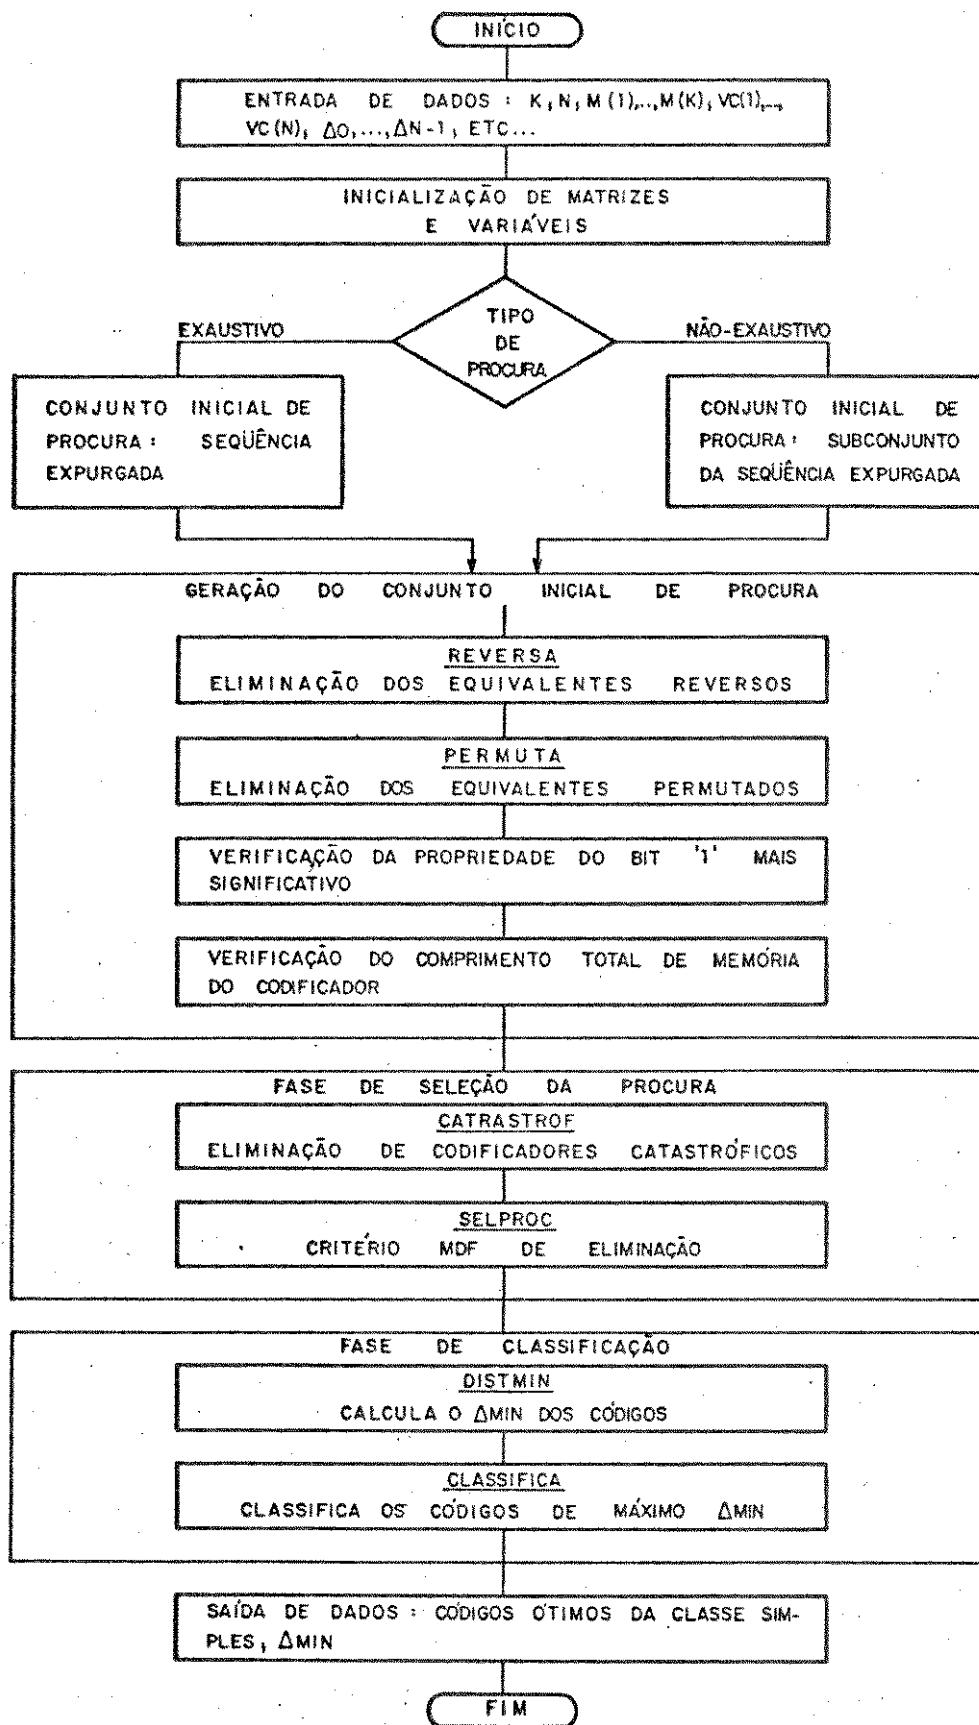 INÍCIO
ENTRADA DE DADOS : K, N, M(1),..,M(K), VC(1),..,
VC(N), Δ0,...,ΔN-1, ETC...
INICIALIZAÇÃO DE MATRIZES
E VARIÁVEIS
TIPO
DE
PROCURA
EXAUSTIVO
NÃO-EXAUSTIVO
CONJUNTO INICIAL DE
PROCURA: SEQÜÊNCIA
EXPURGADA
CONJUNTO INICIAL DE
PROCURA: SUBCONJUNTO
DA SEQÜÊNCIA EXPURGADA
GERAÇÃO DO CONJUNTO INICIAL DE PROCURA
REVERSA
ELIMINAÇÃO DOS EQUIVALENTES REVERSOS
PERMUTA
ELIMINAÇÃO DOS EQUIVALENTES PERMUTADOS
VERIFICAÇÃO DA PROPRIEDADE DO BIT '1' MAIS
SIGNIFICATIVO
VERIFICAÇÃO DO COMPRIMENTO TOTAL DE MEMÓRIA
DO CODIFICADOR
FASE DE SELEÇÃO DA PROCURA
CATRASTROF
ELIMINAÇÃO DE CODIFICADORES CATASTRÓFICOS
SELPROC
CRITÉRIO MDF DE ELIMINAÇÃO
FASE DE CLASSIFICAÇÃO
DISTMIN
CALCULA O ΔMIN DOS CÓDIGOS
CLASSIFICA
CLASSIFICA OS CÓDIGOS DE MÁXIMO ΔMIN
SAÍDA DE DADOS : CÓDIGOS ÓTIMOS DA CLASSE SIM-
PLES, ΔMIN
FIM